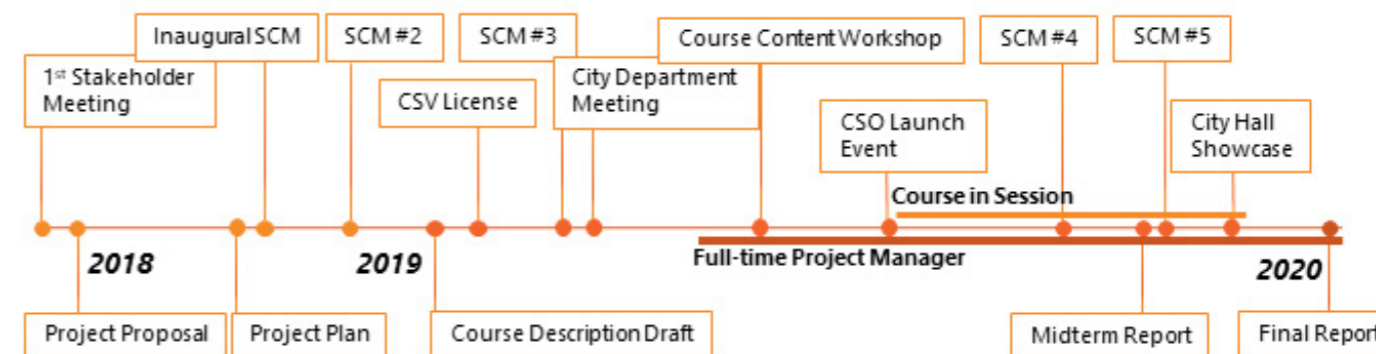 Inaugural SCM
SCM #2
SCM #3
Course Content Workshop
SCM #4
SCM #5
1st Stakeholder
Meeting
CSV License
City Department
Meeting
CSO Launch
Event
City Hall
Showcase
Course in Session
2018
2019
Full-time Project Manager
2020
Project Proposal
Project Plan
Course Description Draft
Midterm Report
Final Report